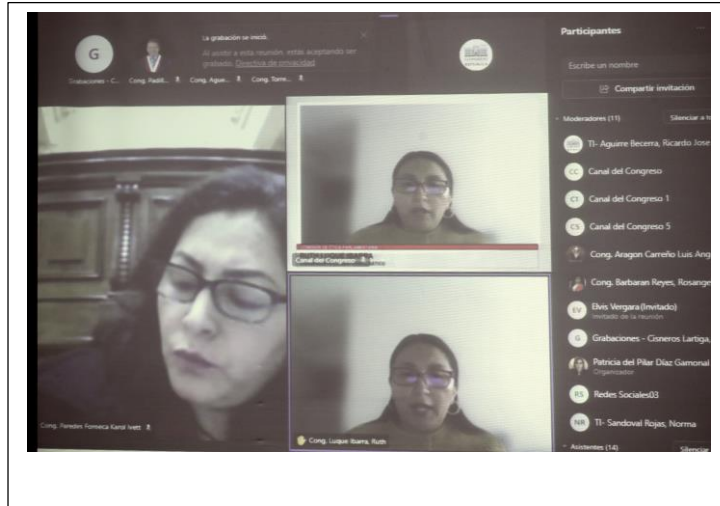 G
Grabaciones - C...
Cong. Padill...
Cong. Ague...
Cong. Torre...
La grabación se inició.
Al asistir a esta reunión, estás aceptando ser
grabado. Directiva de privacidad
Canal del Congreso
Cong. Paredes Fonseca Karol Ivett
Cong. Luque Ibarra, Ruth
Participantes
Escribe un nombre
Compartir invitación
Moderadores (11)
Silenciar a to
TI- Aguirre Becerra, Ricardo Jose
CC Canal del Congreso
C1 Canal del Congreso 1
C5 Canal del Congreso 5
Cong. Aragon Carreño Luis Ang
Cong. Barbaran Reyes, Rosange
EV Elvis Vergara (Invitado)
Invitado de la reunión
G Grabaciones - Cisneros Lartiga,
Patricia del Pilar Díaz Gamonal
Organizador
RS Redes Sociales03
NR TI- Sandoval Rojas, Norma
Asistentes (14)
Silenciar